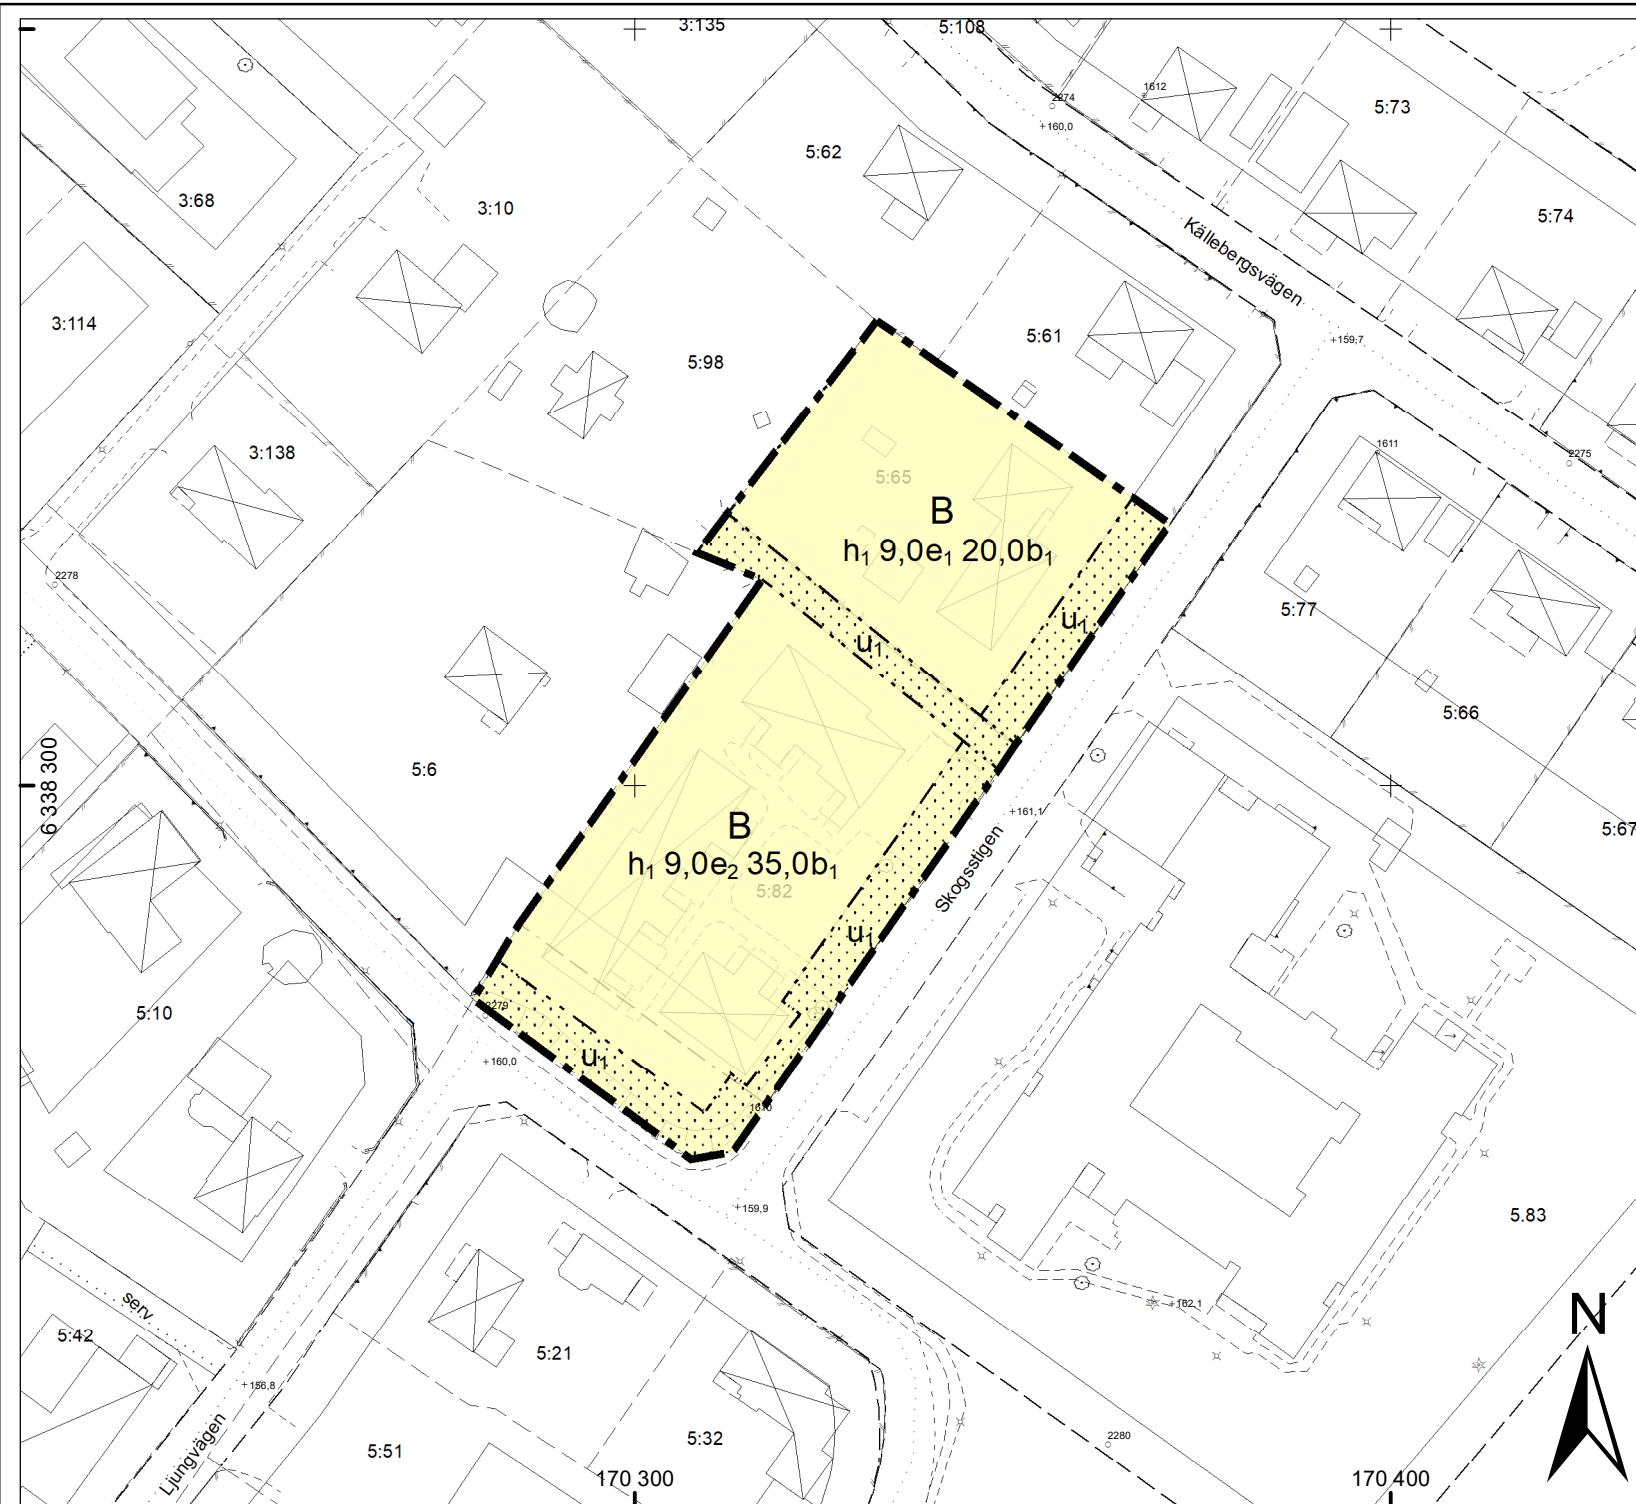 3:135
5:108
2274
1612
+160,0
5:73
5:62
3:68
3:10
5:74
Källebergsvägen
3:114
5:61
+159,7
5:98
1611
3:138
2275
5:65
B
h₁ 9,0e₁ 20,0b₁
2278
5:77
u₁
u₁
5:66
6 338 300
5:6
+161,1
B
5:67
h₁ 9,0e₂ 35,0b₁
Skogsstigen
5:82
u₁
2279
5:10
+160,0
u₁
1610
+159,9
5.83
serv
+162,1
N
5:42
5:21
+156,8
5:32
2280
5:51
Ljungvägen
170 300
170 400